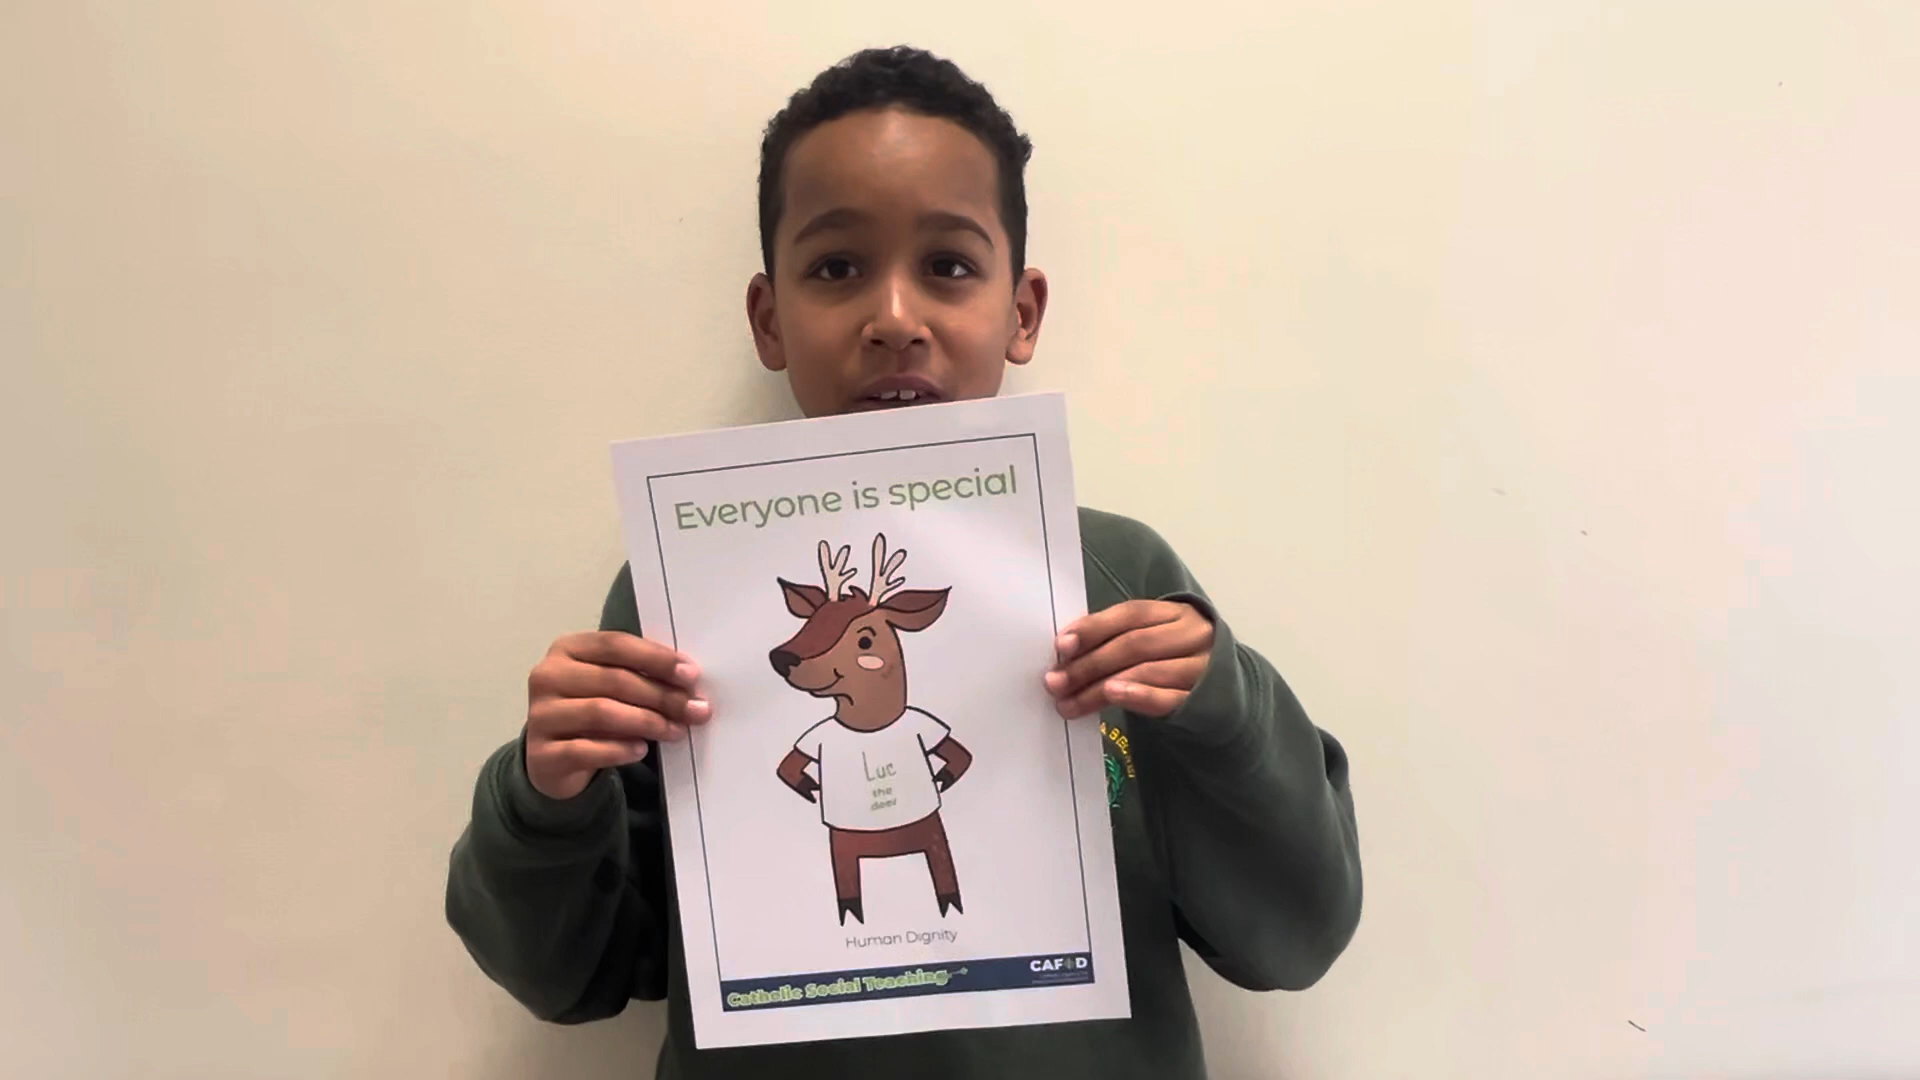 Everyone is special
Luc
the
deer
Human Dignity
Catholic Social Teaching
CAFOD